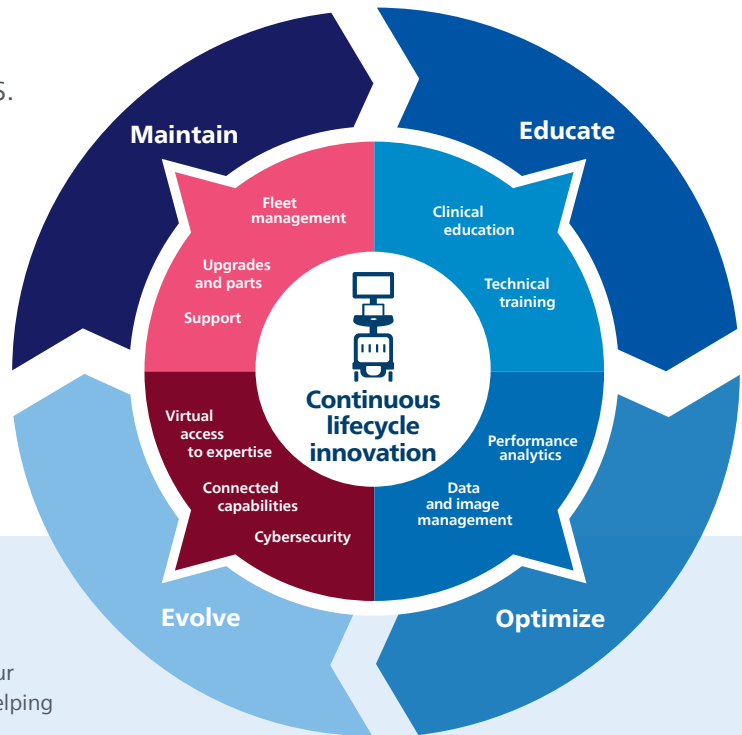 s.
Maintain
Educate
Fleet
management
Upgrades
and parts
Support
Clinical
education
Technical
training
Continuous
lifecycle
innovation
Virtual
access
to expertise
Connected
capabilities
Cybersecurity
Performance
analytics
Data
and image
management
Evolve
Optimize
ur
elping